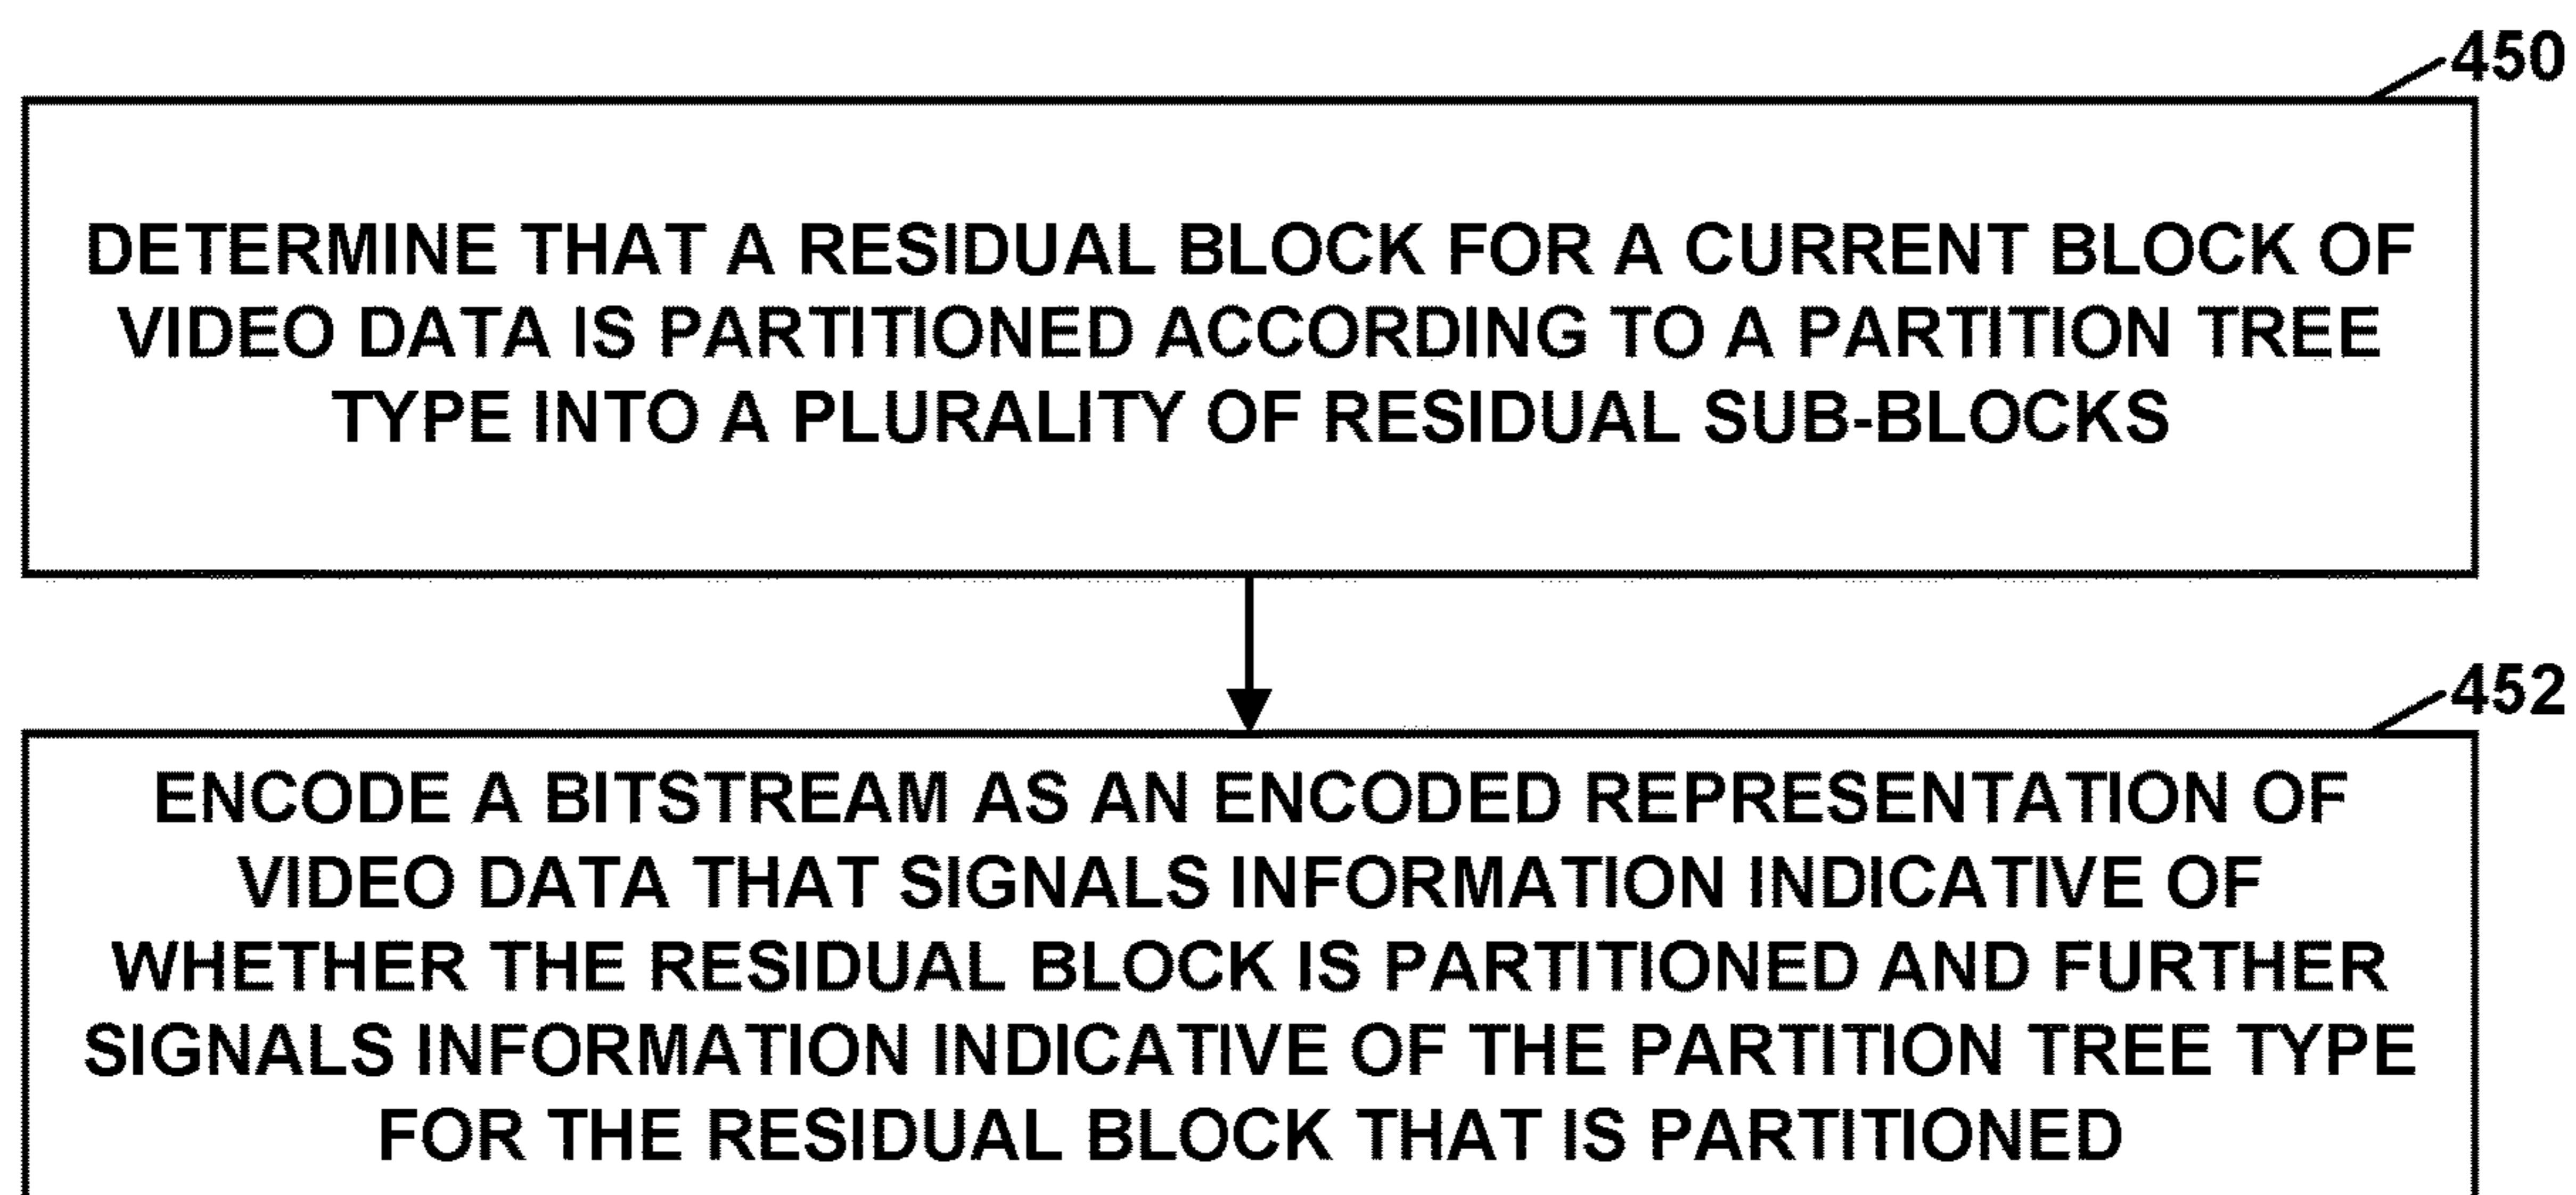 450
DETERMINE THAT A RESIDUAL BLOCK FOR A CURRENT BLOCK OF
VIDEO DATA IS PARTITIONED ACCORDING TO A PARTITION TREE
TYPE INTO A PLURALITY OF RESIDUAL SUB-BLOCKS
452
ENCODE A BITSTREAM AS AN ENCODED REPRESENTATION OF
VIDEO DATA THAT SIGNALS INFORMATION INDICATIVE OF
WHETHER THE RESIDUAL BLOCK IS PARTITIONED AND FURTHER
SIGNALS INFORMATION INDICATIVE OF THE PARTITION TREE TYPE
FOR THE RESIDUAL BLOCK THAT IS PARTITIONED